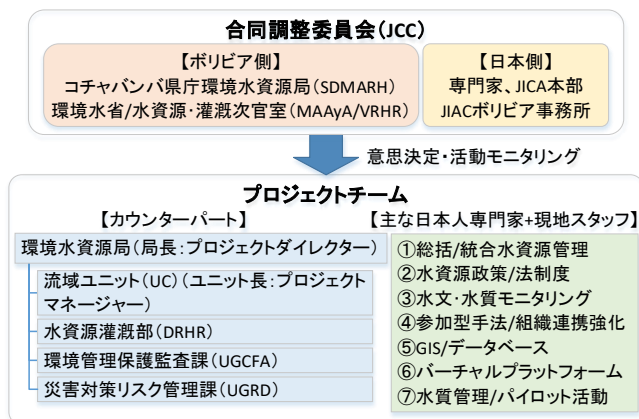 合同調整委員会(JCC)
【ボリビア側】
コチャバンバ県庁環境水資源局(SDMARH)
環境水省/水資源・灌漑次官室(MAAyA/VRHR)
【日本側】
専門家、JICA本部
JIACボリビア事務所
意思決定・活動モニタリング
プロジェクトチーム
【カウンターパート】
環境水資源局(局長:プロジェクトダイレクター)
流域ユニット(UC)(ユニット長:プロジェクト
マネージャー)
水資源灌漑部(DRHR)
環境管理保護監査課(UGCFA)
災害対策リスク管理課(UGRD)
【主な日本人専門家+現地スタッフ】
①総括/統合水資源管理
②水資源政策/法制度
③水文・水質モニタリング
④参加型手法/組織連携強化
⑤GIS/データベース
⑥バーチャルプラットフォーム
⑦水質管理/パイロット活動